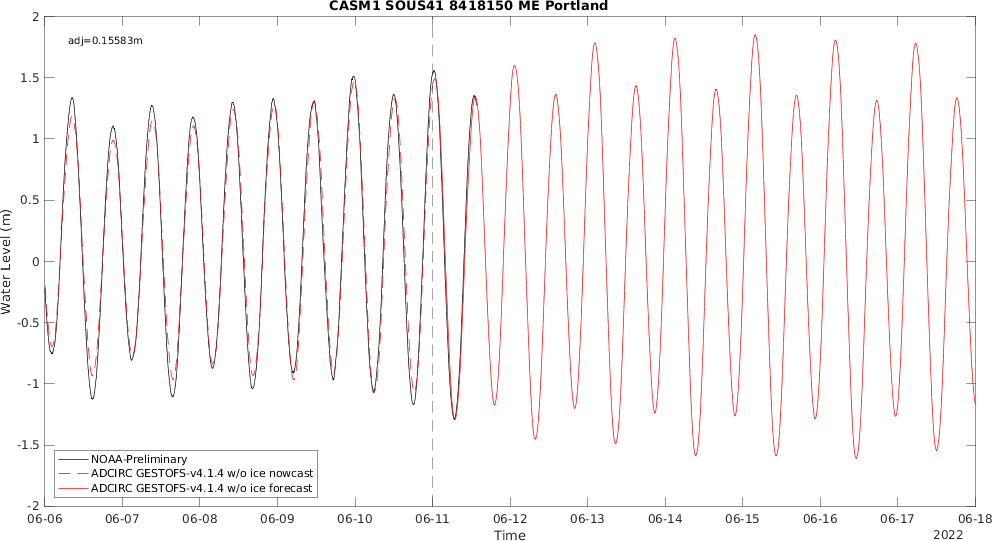 CASM1 SOUS41 8418150 ME Portland
2
adj=0.15583m
1.5
1
0.5
0
-0.5
-1
-1.5
-2
Water Level (m)
NOAA-Preliminary
ADCIRC GESTOFS-v4.1.4 w/o ice nowcast
ADCIRC GESTOFS-v4.1.4 w/o ice forecast
06-06 06-07 06-08 06-09 06-10 06-11 06-12 06-13 06-14 06-15 06-16 06-17 06-18
Time
2022